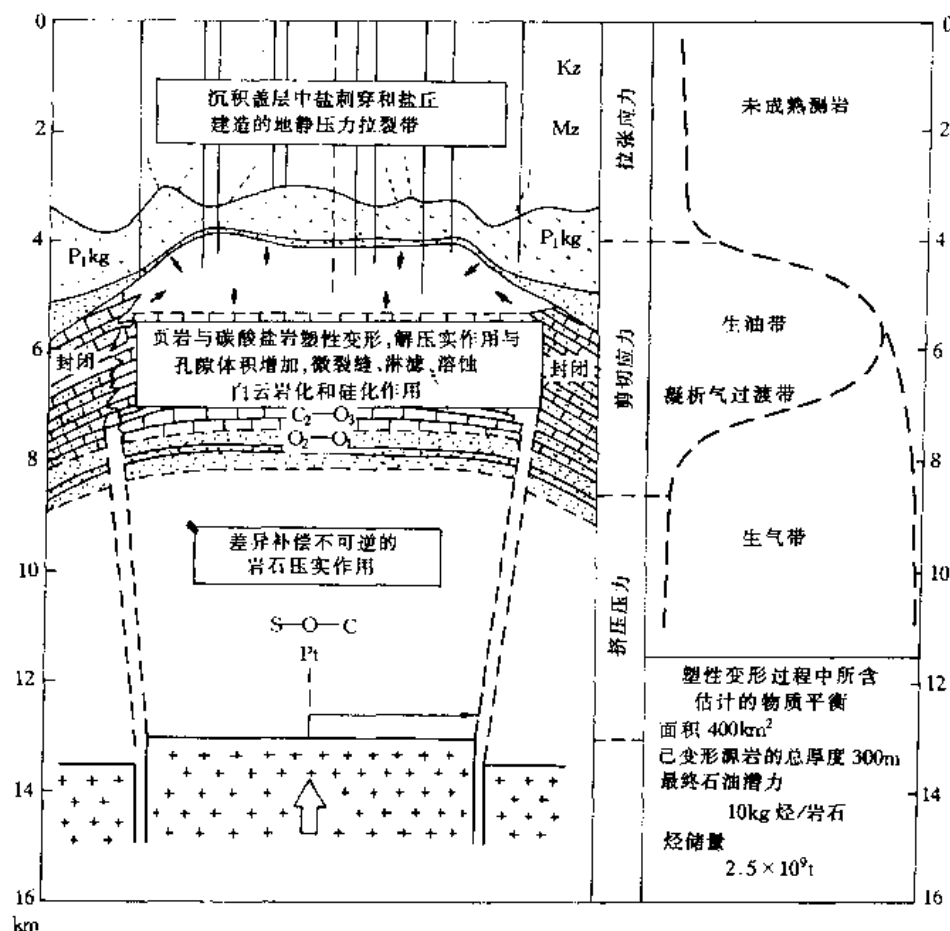 0
2
4
6
8
10
12
14
16
km
沉积盖层中盐刺穿和盐丘
建造的地静压力拉裂带
Kz
Mz
P₁kg
P₁kg
封闭
页岩与碳酸盐岩塑性变形,解压实作用与
孔隙体积增加,微裂缝、淋滤、溶蚀
白云岩化和硅化作用
封闭
C₂—O₃
O₂—O₁
差异补偿不可逆的
岩石压实作用
S—O—C
Pt
拉张应力
剪切应力
挤压压力
未成熟测岩
生油带
凝析气过渡带
生气带
塑性变形过程中所含
估计的物质平衡
面积 400km²
已变形源岩的总厚度 300m
最终石油潜力
10kg 烃/岩石
烃储量
2.5×10⁹t
0
2
4
6
8
10
12
14
16